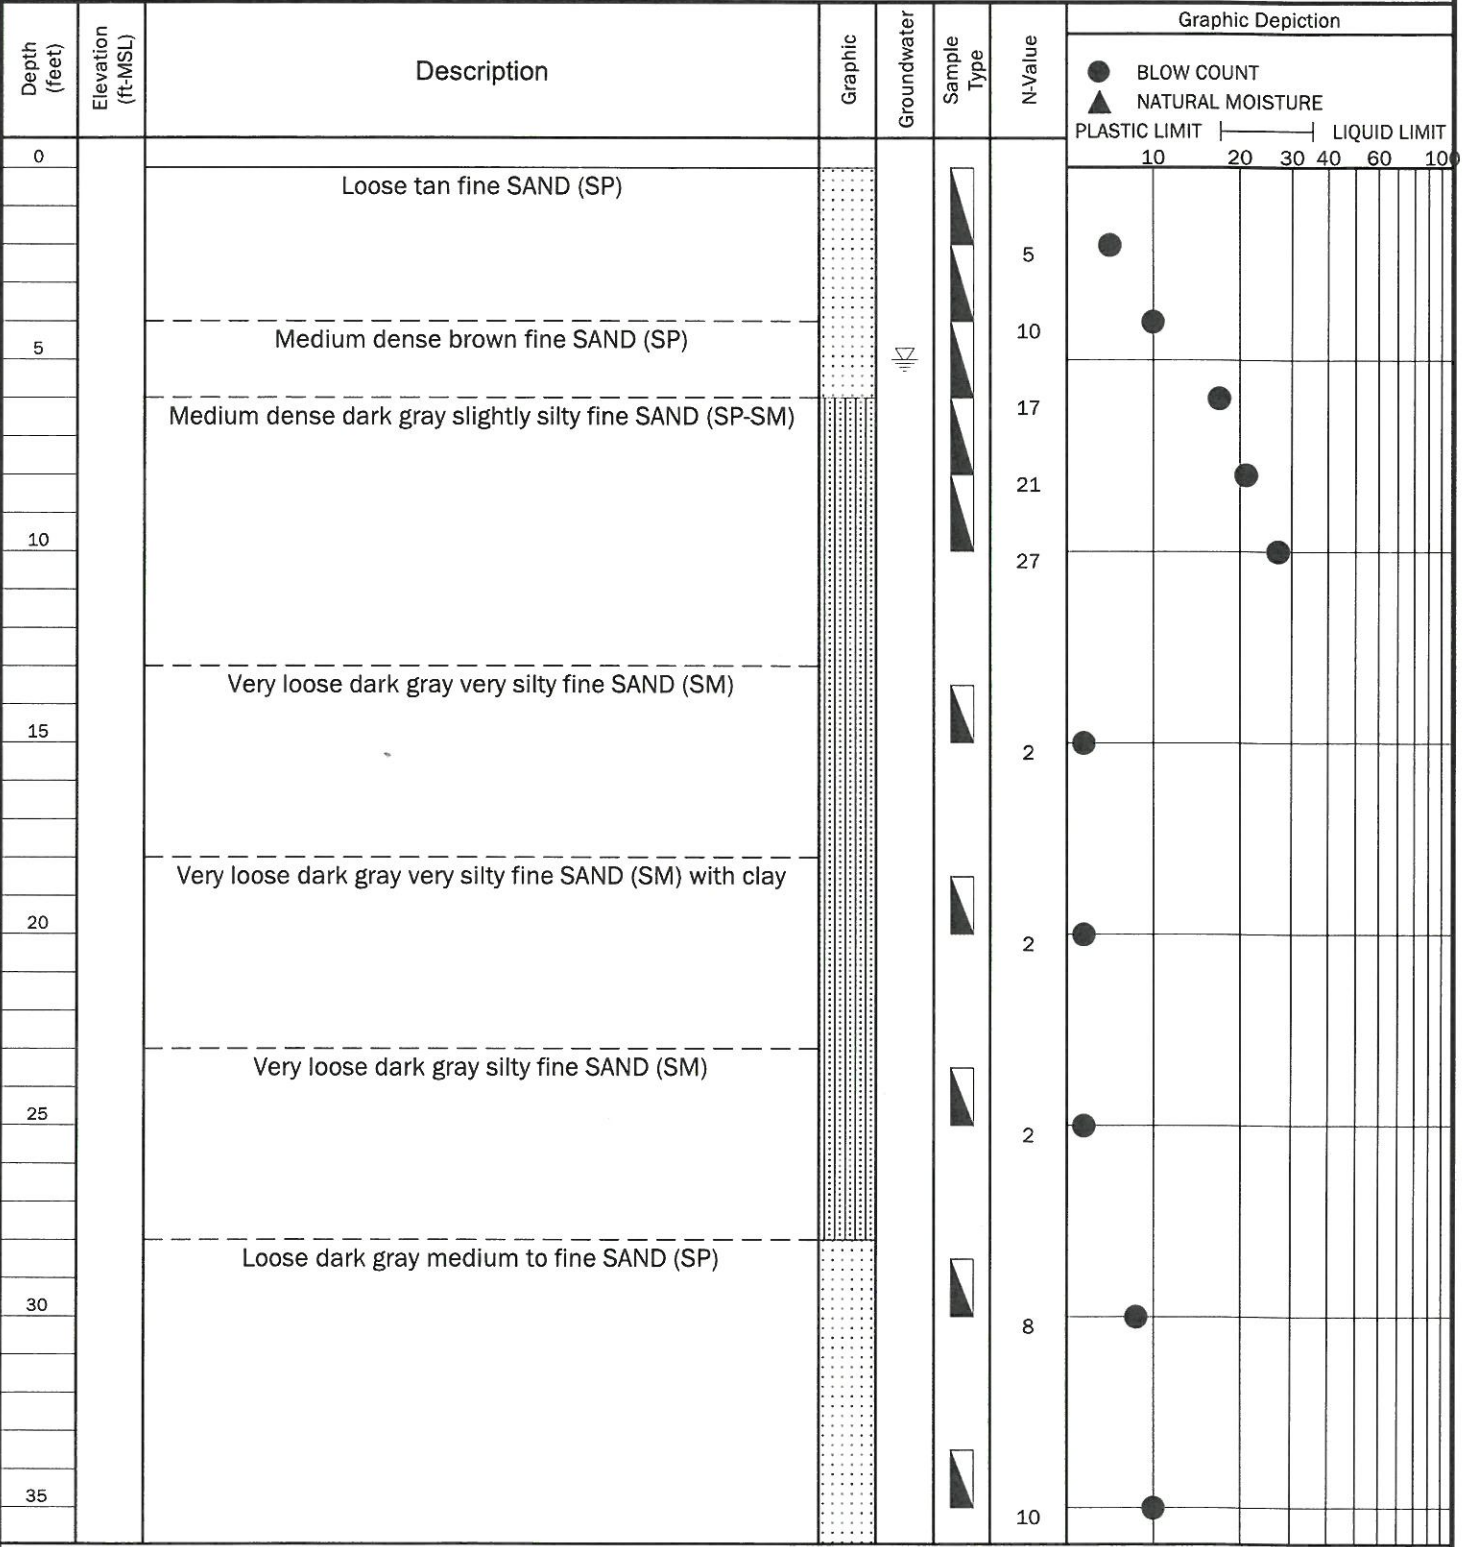 Depth
(feet)
Elevation
(ft-MSL)
Description
Graphic
Groundwater
Sample
Type
N-Value
Graphic Depiction
BLOW COUNT
NATURAL MOISTURE
PLASTIC LIMIT LIQUID LIMIT
0 10 20 30 40 60 100
Loose tan fine SAND (SP)
5
10
Medium dense brown fine SAND (SP)
5
Medium dense dark gray slightly silty fine SAND (SP-SM)
17
21
10
27
Very loose dark gray very silty fine SAND (SM)
15
2
Very loose dark gray very silty fine SAND (SM) with clay
20
2
Very loose dark gray silty fine SAND (SM)
25
2
Loose dark gray medium to fine SAND (SP)
30
8
35
10